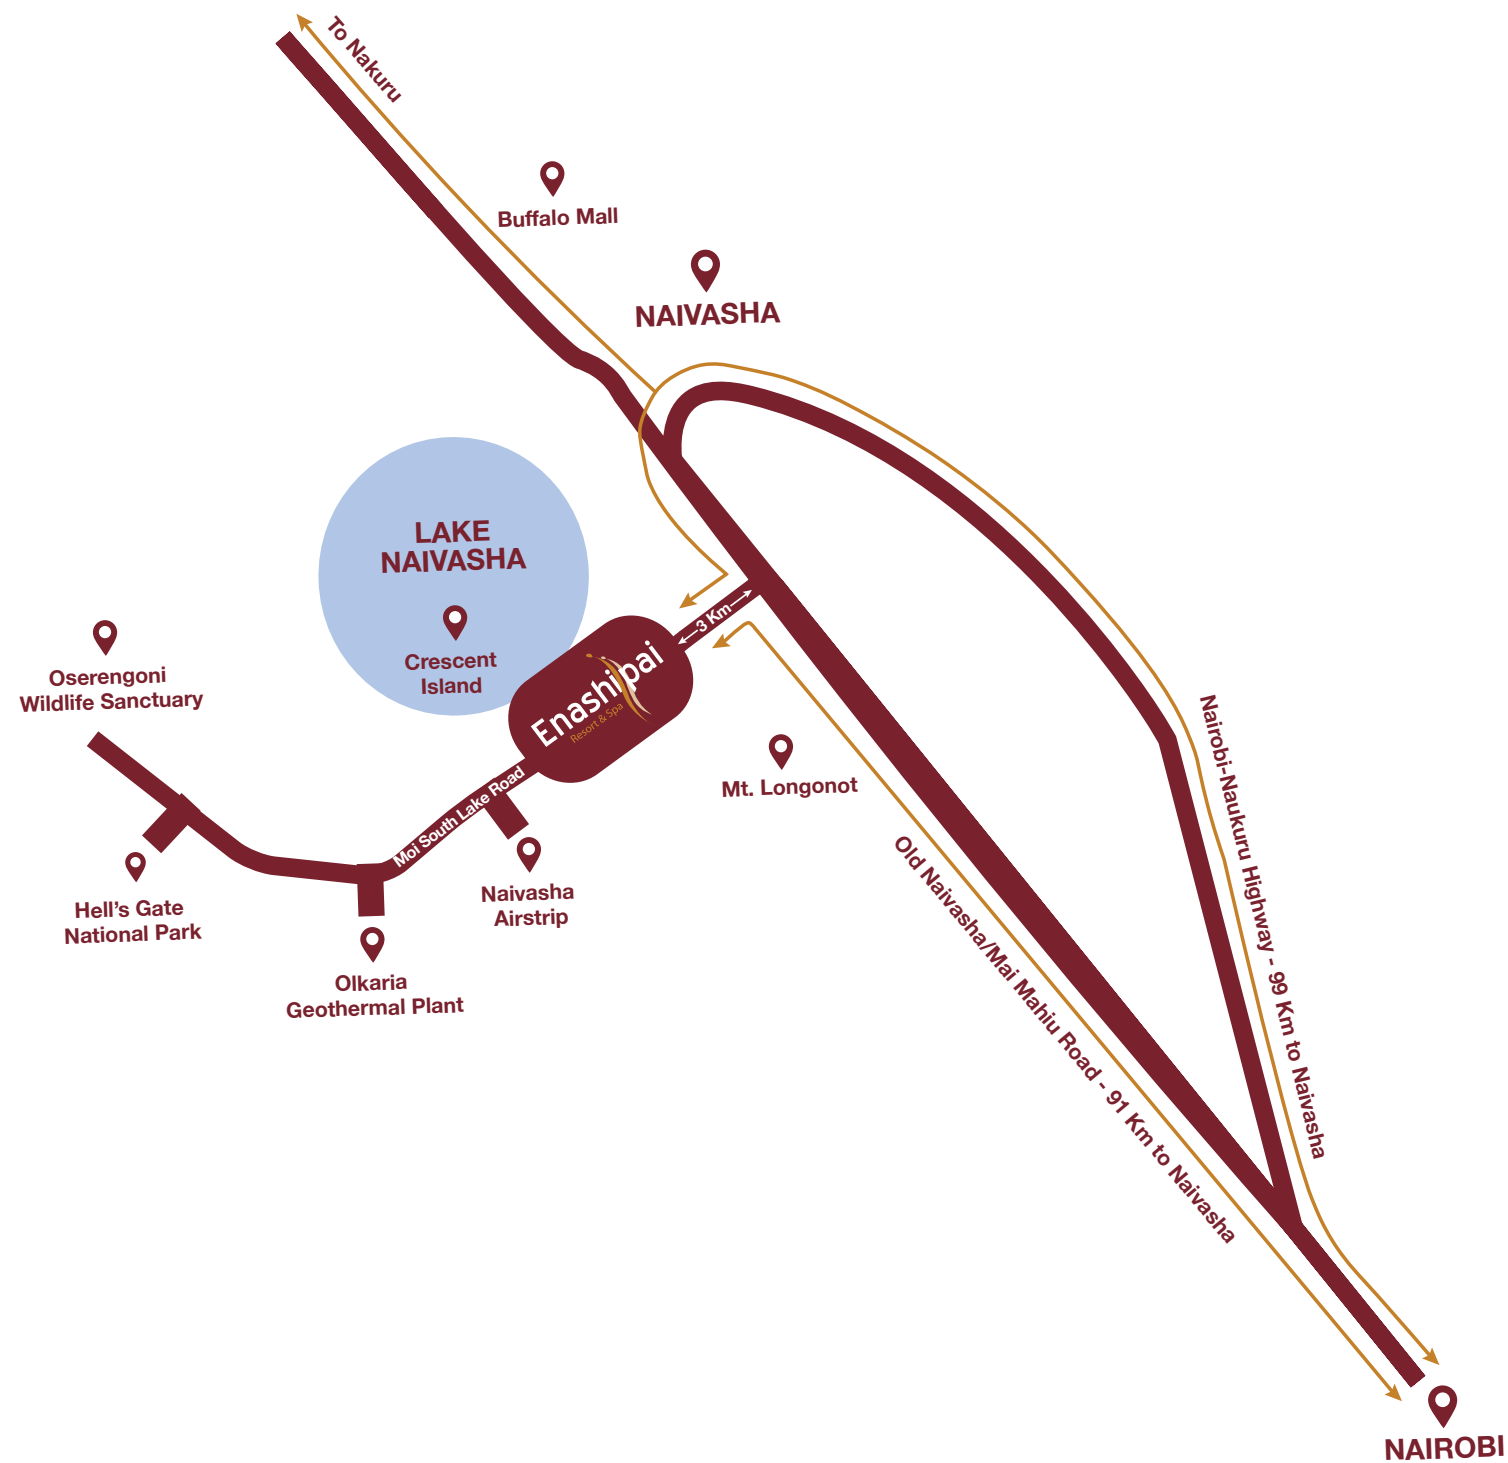 To Nakuru
Buffalo Mall
NAIVASHA
LAKE
NAIVASHA
Crescent
Island
3 Km
Enashipai
Resort & Spa
Oserengoni
Wildlife Sanctuary
Moi South Lake Road
Mt. Longonot
Hell's Gate
National Park
Naivasha
Airstrip
Olkaria
Geothermal Plant
Nairobi-Naukuru Highway - 99 Km to Naivasha
Old Naivasha/Mai Mahiu Road - 91 Km to Naivasha
NAIROBI